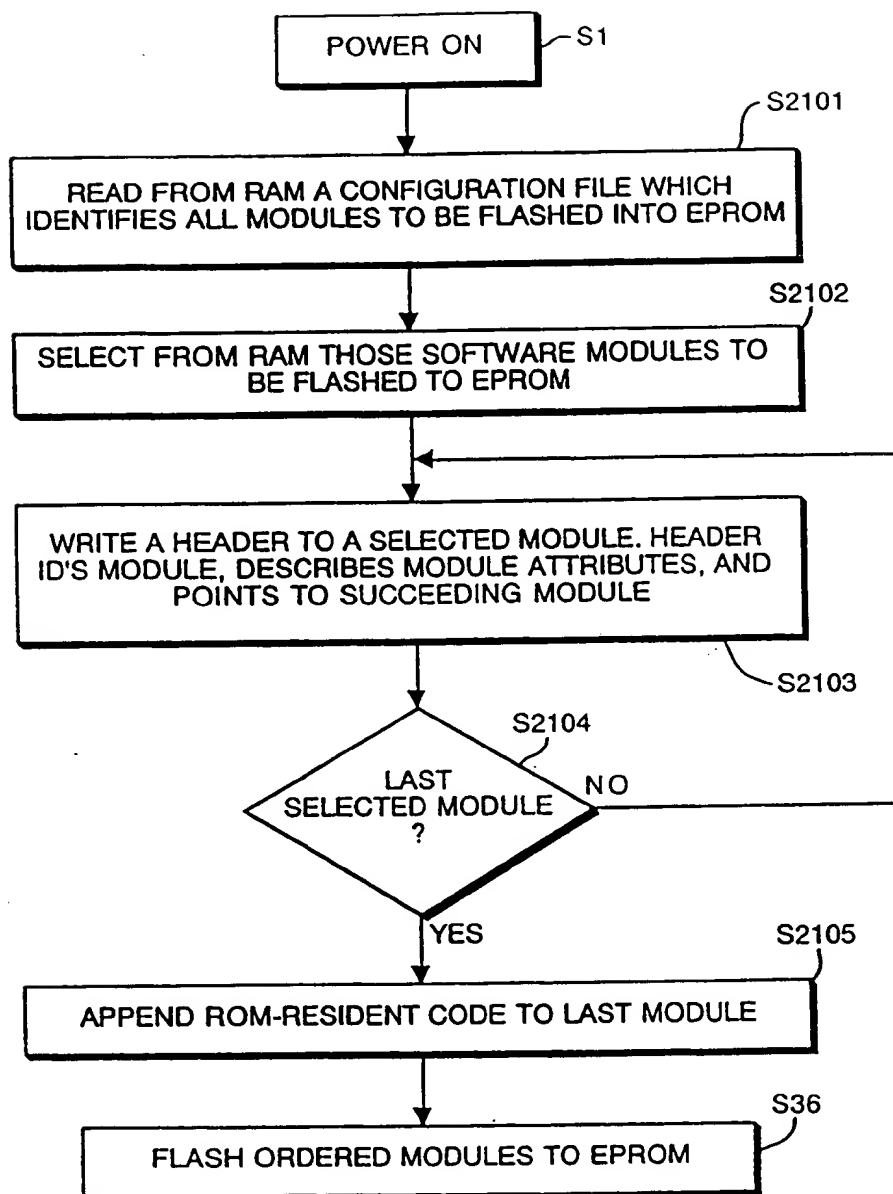 POWER ON
S1
S2101
READ FROM RAM A CONFIGURATION FILE WHICH
IDENTIFIES ALL MODULES TO BE FLASHED INTO EPROM
S2102
SELECT FROM RAM THOSE SOFTWARE MODULES TO
BE FLASHED TO EPROM
WRITE A HEADER TO A SELECTED MODULE. HEADER
ID'S MODULE, DESCRIBES MODULE ATTRIBUTES, AND
POINTS TO SUCCEEDING MODULE
S2103
S2104
LAST
SELECTED MODULE
?
NO
YES
S2105
APPEND ROM-RESIDENT CODE TO LAST MODULE
S36
FLASH ORDERED MODULES TO EPROM